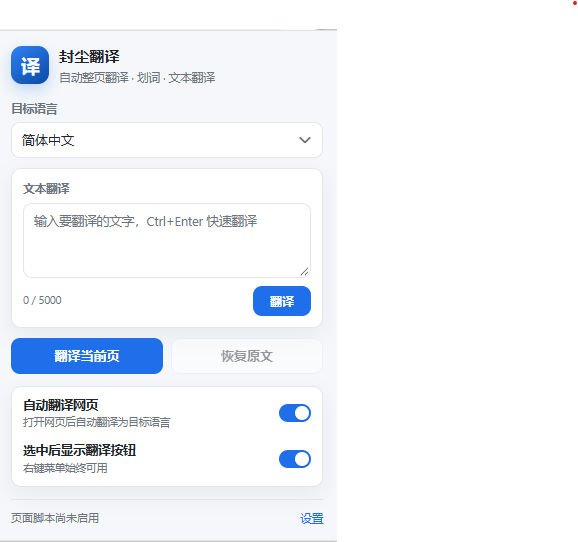 译
封尘翻译
自动整页翻译 · 划词 · 文本翻译
目标语言
简体中文
文本翻译
输入要翻译的文字，Ctrl+Enter 快速翻译
0 / 5000
翻译
翻译当前页
恢复原文
自动翻译网页
打开网页后自动翻译为目标语言
选中后显示翻译按钮
右键菜单始终可用
页面脚本尚未启用
设置